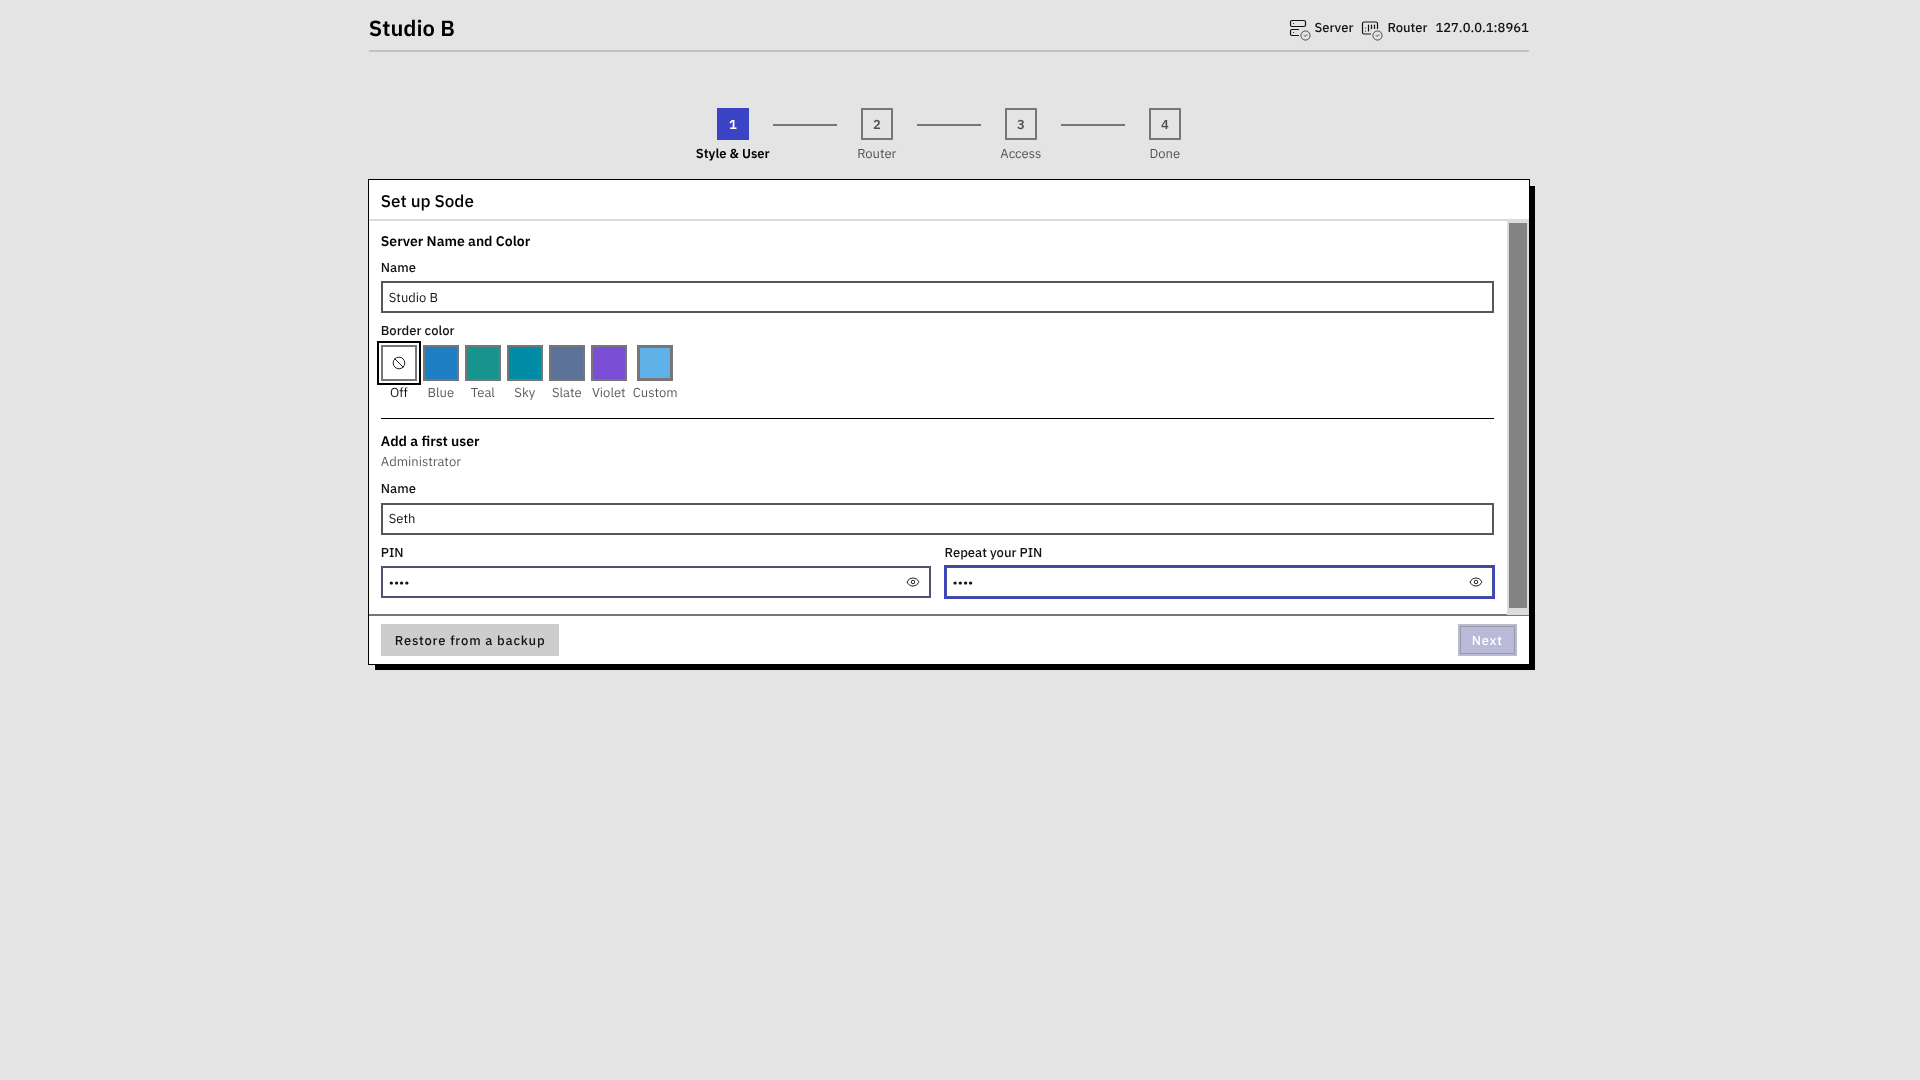 Studio B
Server Router 127.0.0.1:8961
1 2 3 4
Style & User Router Access Done
Set up Sode
Server Name and Color
Name
Studio B
Border color
Off Blue Teal Sky Slate Violet Custom
Add a first user
Administrator
Name
Seth
PIN Repeat your PIN
•••• ••••
Restore from a backup Next